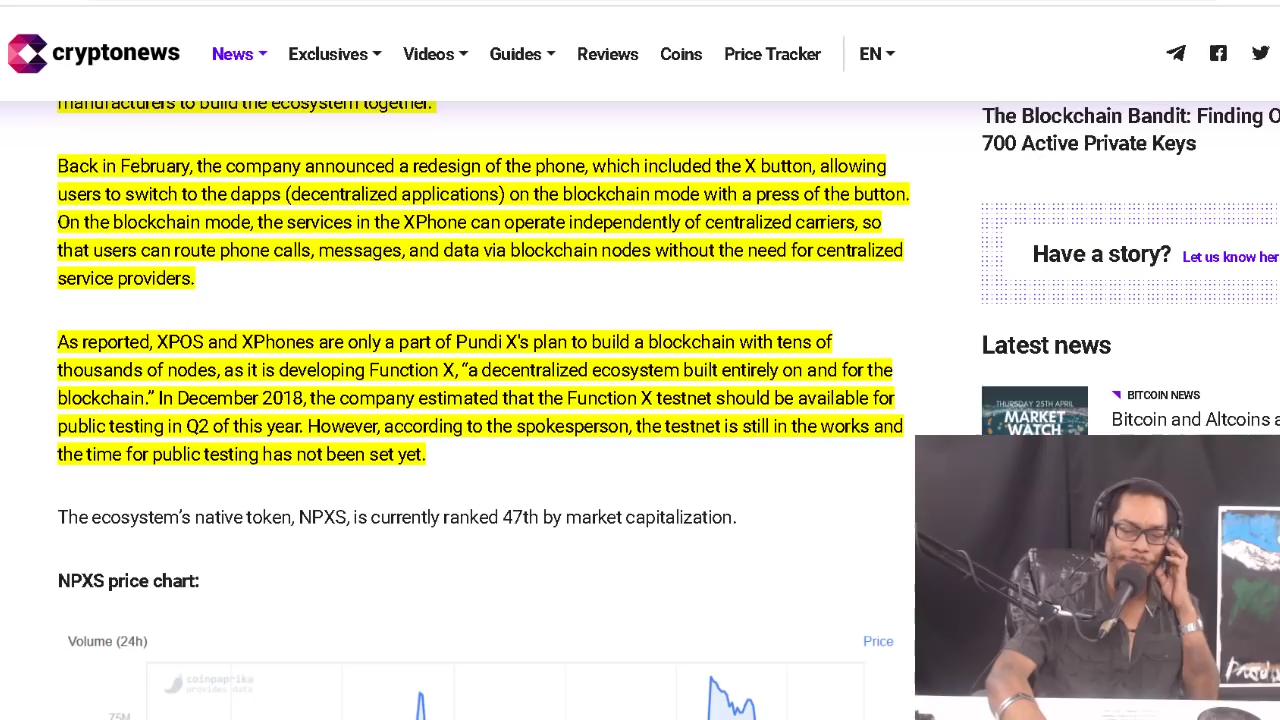 cryptonews
News
Exclusives
Videos
Guides
Reviews
Coins
Price Tracker
EN
manufacturers to build the ecosystem together.
Back in February, the company announced a redesign of the phone, which included the X button, allowing
users to switch to the dapps (decentralized applications) on the blockchain mode with a press of the button.
On the blockchain mode, the services in the XPhone can operate independently of centralized carriers, so
that users can route phone calls, messages, and data via blockchain nodes without the need for centralized
service providers.
As reported, XPOS and XPhones are only a part of Pundi X's plan to build a blockchain with tens of
thousands of nodes, as it is developing Function X, “a decentralized ecosystem built entirely on and for the
blockchain.” In December 2018, the company estimated that the Function X testnet should be available for
public testing in Q2 of this year. However, according to the spokesperson, the testnet is still in the works and
the time for public testing has not been set yet.
The ecosystem’s native token, NPXS, is currently ranked 47th by market capitalization.
NPXS price chart:
Volume (24h)
Price
coinpaprika
provides data
75M
The Blockchain Bandit: Finding O
700 Active Private Keys
Have a story? Let us know her
Latest news
THURSDAY 25TH APRIL
MARKET
WATCH
BITCOIN NEWS
Bitcoin and Altcoins a